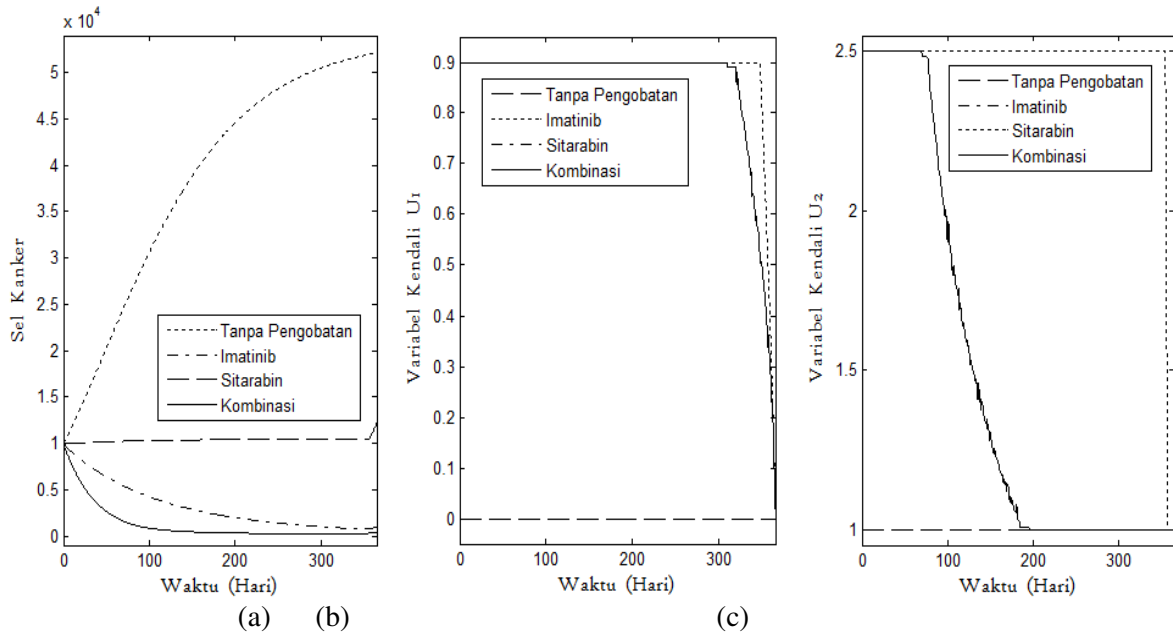 x 10⁴
5
4.5
4
3.5
3
2.5
2
1.5
1
0.5
0
Sel Kanker
Tanpa Pengobatan
Imatinib
Sitarabin
Kombinasi
0 100 200 300
Waktu (Hari)
0.9
0.8
0.7
0.6
0.5
0.4
0.3
0.2
0.1
0
Variabel Kendali U₁
Tanpa Pengobatan
Imatinib
Sitarabin
Kombinasi
0 100 200 300
Waktu (Hari)
2.5
2
1.5
1
Variabel Kendali U₂
Tanpa Pengobatan
Imatinib
Sitarabin
Kombinasi
0 100 200 300
Waktu (Hari)
(a) (b) (c)